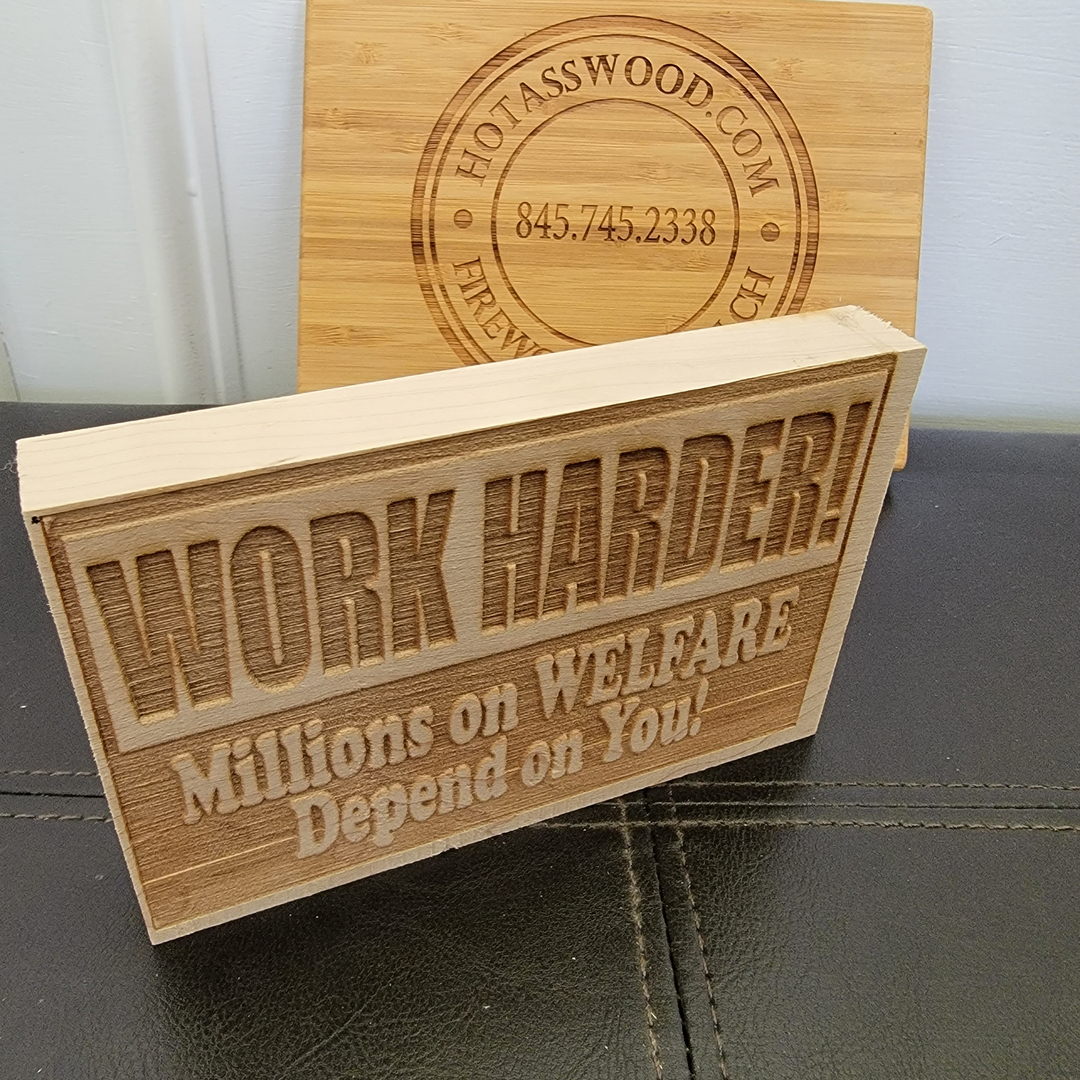 HOTASSWOOD.COM
845.745.2338
WORK HARDER!
Millions on WELFARE
Depend on You!